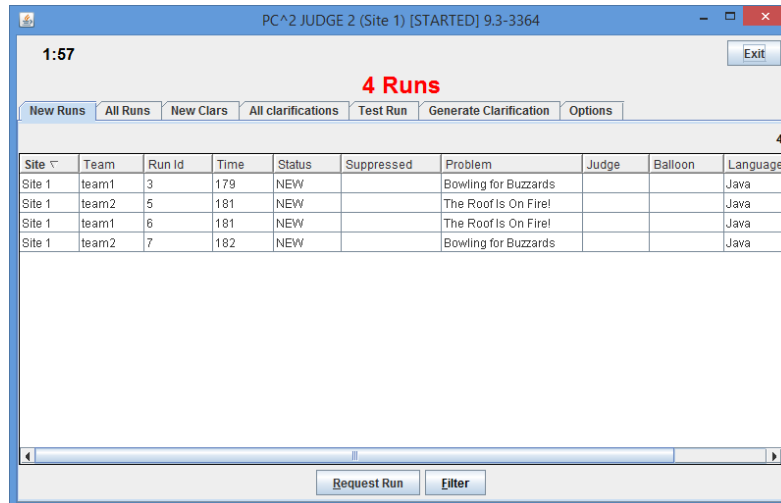 PC^2 JUDGE 2 (Site 1) [STARTED] 9.3-3364
1:57 Exit
4 Runs
New Runs All Runs New Clars All clarifications Test Run Generate Clarification Options
4
Site Team Run Id Time Status Suppressed Problem Judge Balloon Language
Site 1 team1 3 179 NEW Bowling for Buzzards Java
Site 1 team2 5 181 NEW The Roof Is On Fire! Java
Site 1 team1 6 181 NEW The Roof Is On Fire! Java
Site 1 team2 7 182 NEW Bowling for Buzzards Java
Request Run Filter